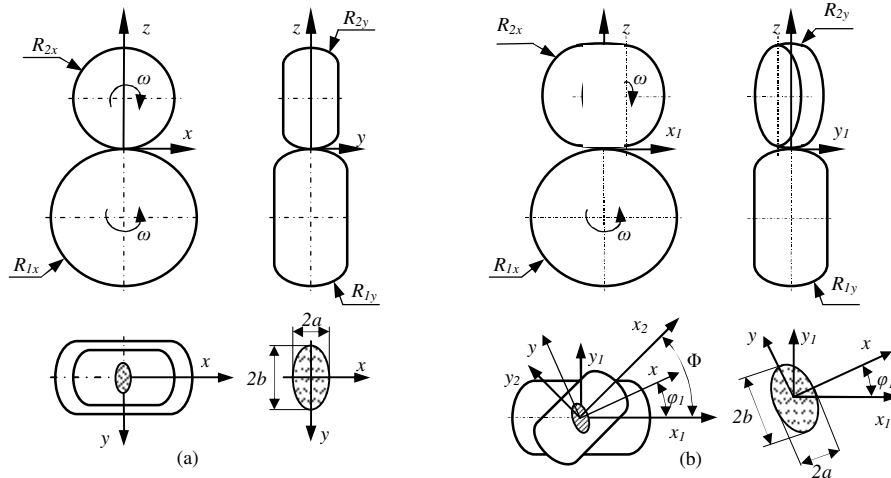 z
R2x
ω
x
ω
R1x
z
R2y
y
R1y
x
y
2a
2b
x
y
(a)
z
R2x
ω
x1
ω
R1x
z
R2y
y1
R1y
x2
y
y1
y2
Φ
x
φ1
x1
(b)
y
y1
x
φ1
x1
2b
2a